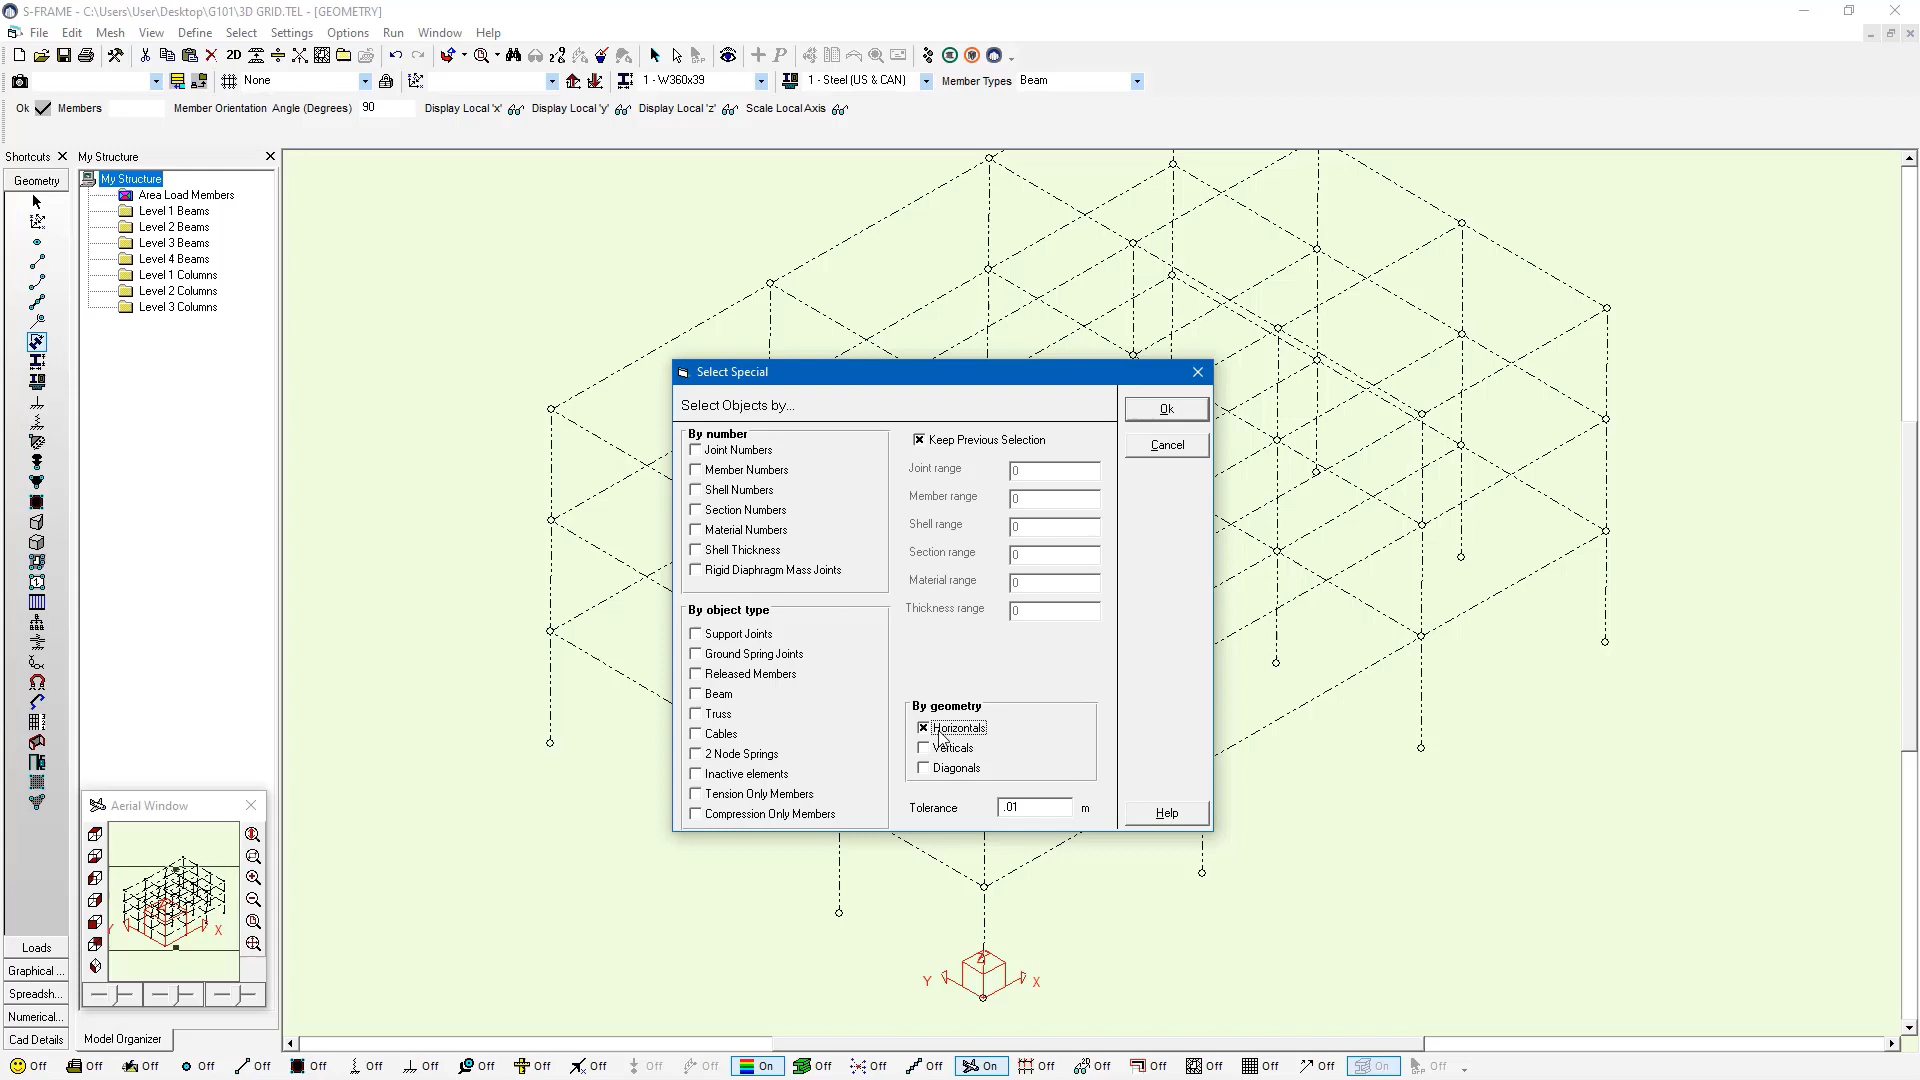 S-FRAME - C:\Users\User\Desktop\G101\3D GRID.TEL - [GEOMETRY]
File Edit Mesh View Define Select Settings Options Run Window Help
2D
None 1 - W360x39 1 - Steel (US & CAN) Member Types Beam
Ok Members Member Orientation Angle (Degrees) 90 Display Local 'x' Display Local 'y' Display Local 'z' Scale Local Axis
Shortcuts My Structure
Geometry
My Structure
Area Load Members
Level 1 Beams
Level 2 Beams
Level 3 Beams
Level 4 Beams
Level 1 Columns
Level 2 Columns
Level 3 Columns
Select Special
Select Objects by...
Ok
Cancel
Help
By number
Joint Numbers
Member Numbers
Shell Numbers
Section Numbers
Material Numbers
Shell Thickness
Rigid Diaphragm Mass Joints
Keep Previous Selection
Joint range 0
Member range 0
Shell range 0
Section range 0
Material range 0
Thickness range 0
By object type
Support Joints
Ground Spring Joints
Released Members
Beam
Truss
Cables
2 Node Springs
Inactive elements
Tension Only Members
Compression Only Members
By geometry
Horizontals
Verticals
Diagonals
Tolerance .01 m
Aerial Window
Y X
Y Z X
Loads
Graphical ...
Spreadsh...
Numerical...
Cad Details
Model Organizer
Off Off Off Off Off Off Off Off Off Off Off Off Off On Off Off Off On Off Off Off Off Off Off On Off